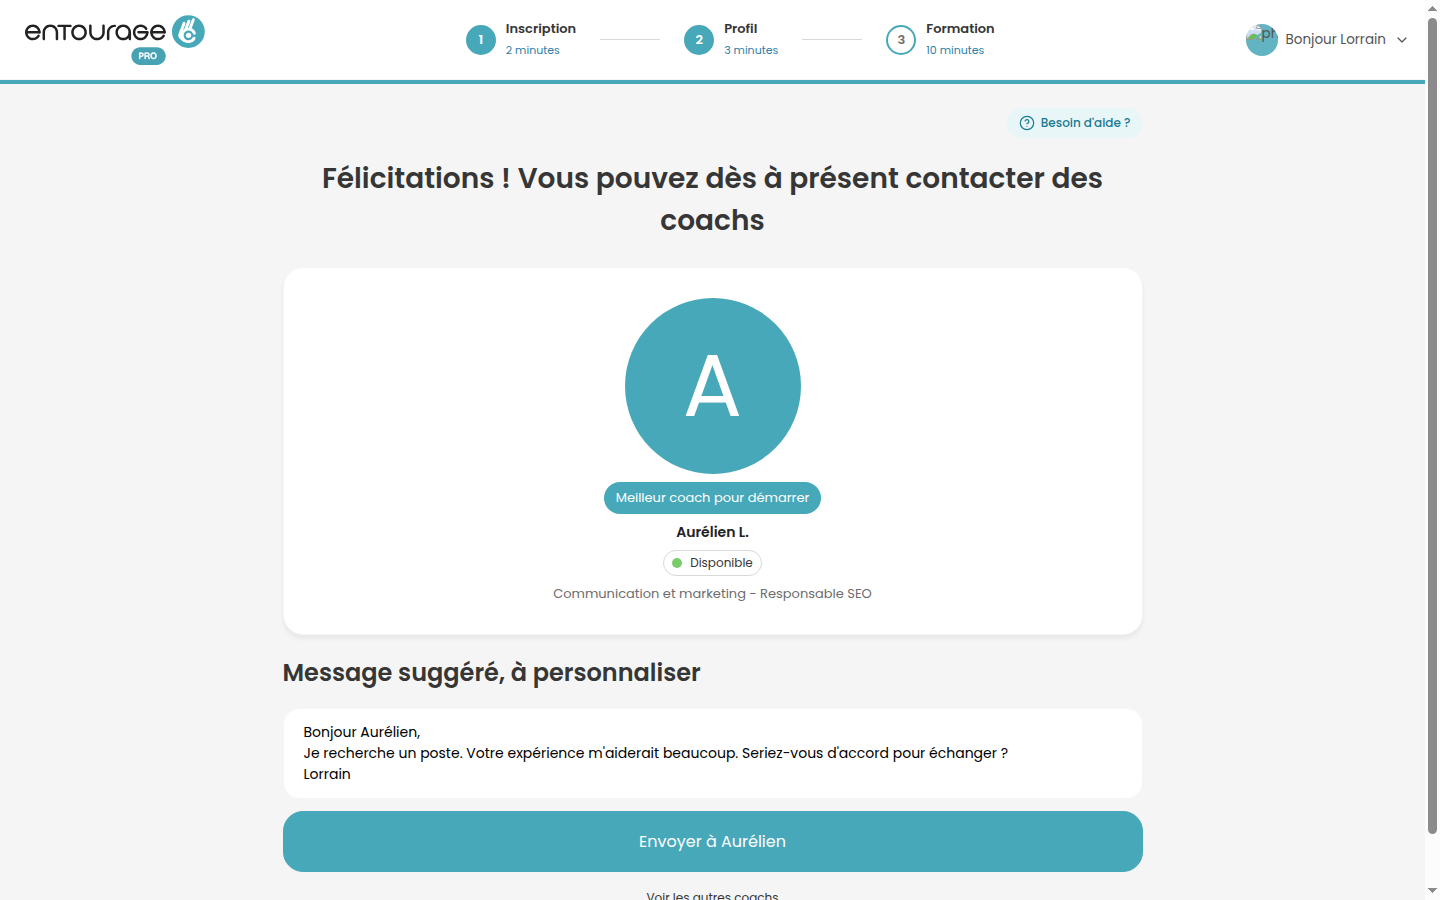 entourage
PRO
1
Inscription
2 minutes
2
Profil
3 minutes
3
Formation
10 minutes
Bonjour Lorrain
Besoin d'aide ?
Félicitations ! Vous pouvez dès à présent contacter des
coachs
A
Meilleur coach pour démarrer
Aurélien L.
Disponible
Communication et marketing - Responsable SEO
Message suggéré, à personnaliser
Bonjour Aurélien,
Je recherche un poste. Votre expérience m'aiderait beaucoup. Seriez-vous d'accord pour échanger ?
Lorrain
Envoyer à Aurélien
Voir les autres coachs